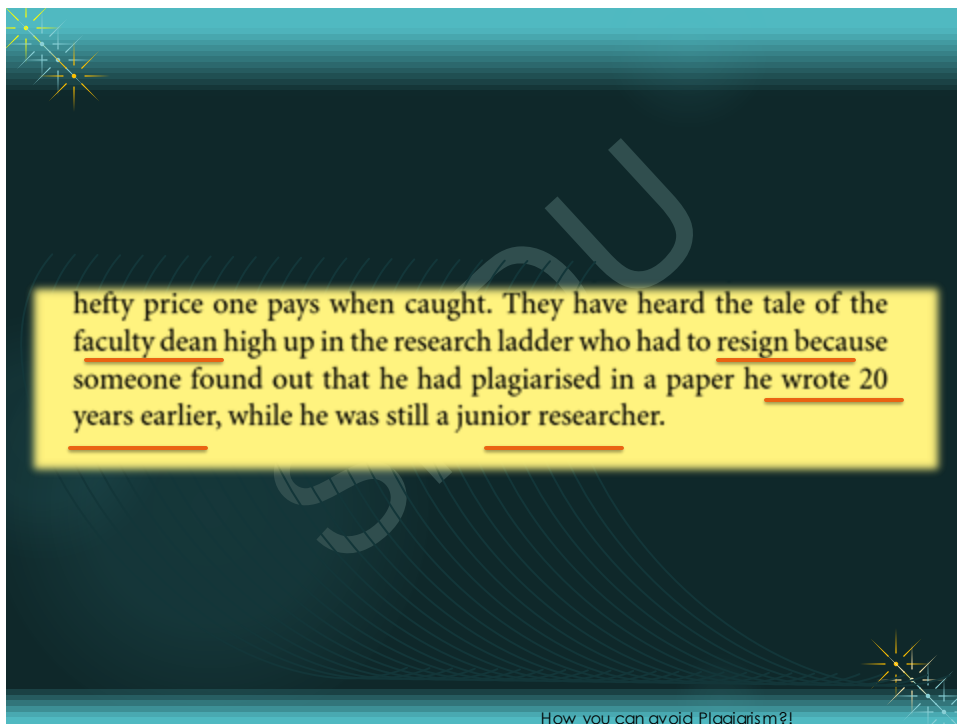 hefty price one pays when caught. They have heard the tale of the
faculty dean high up in the research ladder who had to resign because
someone found out that he had plagiarised in a paper he wrote 20
years earlier, while he was still a junior researcher.
How you can avoid Plagiarism?!